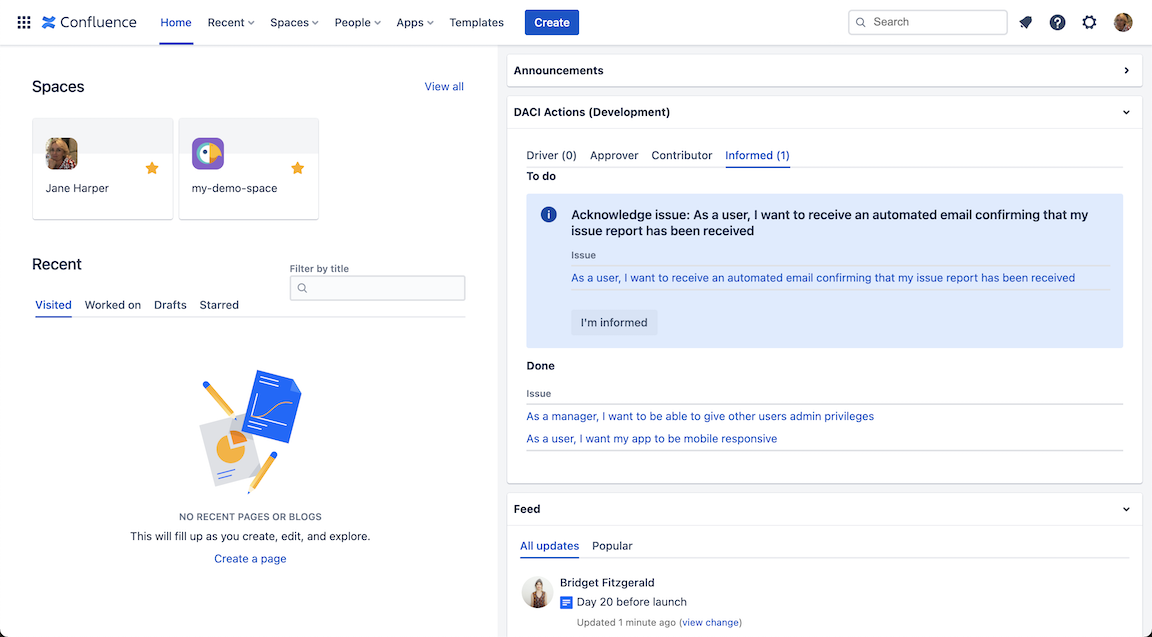 Confluence Home Recent Spaces People Apps Templates Create Search
Spaces View all
Jane Harper my-demo-space
Recent
Filter by title
Visited Worked on Drafts Starred
NO RECENT PAGES OR BLOGS
This will fill up as you create, edit, and explore.
Create a page
Announcements
DACI Actions (Development)
Driver (0) Approver Contributor Informed (1)
To do
Acknowledge issue: As a user, I want to receive an automated email confirming that my
issue report has been received
Issue
As a user, I want to receive an automated email confirming that my issue report has been received
I'm informed
Done
Issue
As a manager, I want to be able to give other users admin privileges
As a user, I want my app to be mobile responsive
Feed
All updates Popular
Bridget Fitzgerald
Day 20 before launch
Updated 1 minute ago (view change)